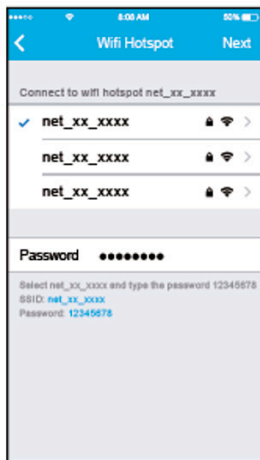 8:08 AM 50%
Wifi Hotspot Next
Connect to wifi hotspot net_xx_xxxx
net_xx_xxxx
net_xx_xxxx
net_xx_xxxx
Password ●●●●●●●●
Select net_xx_xxxx and type the password 12345678
SSID: net_xx_xxxx
Password: 12345678